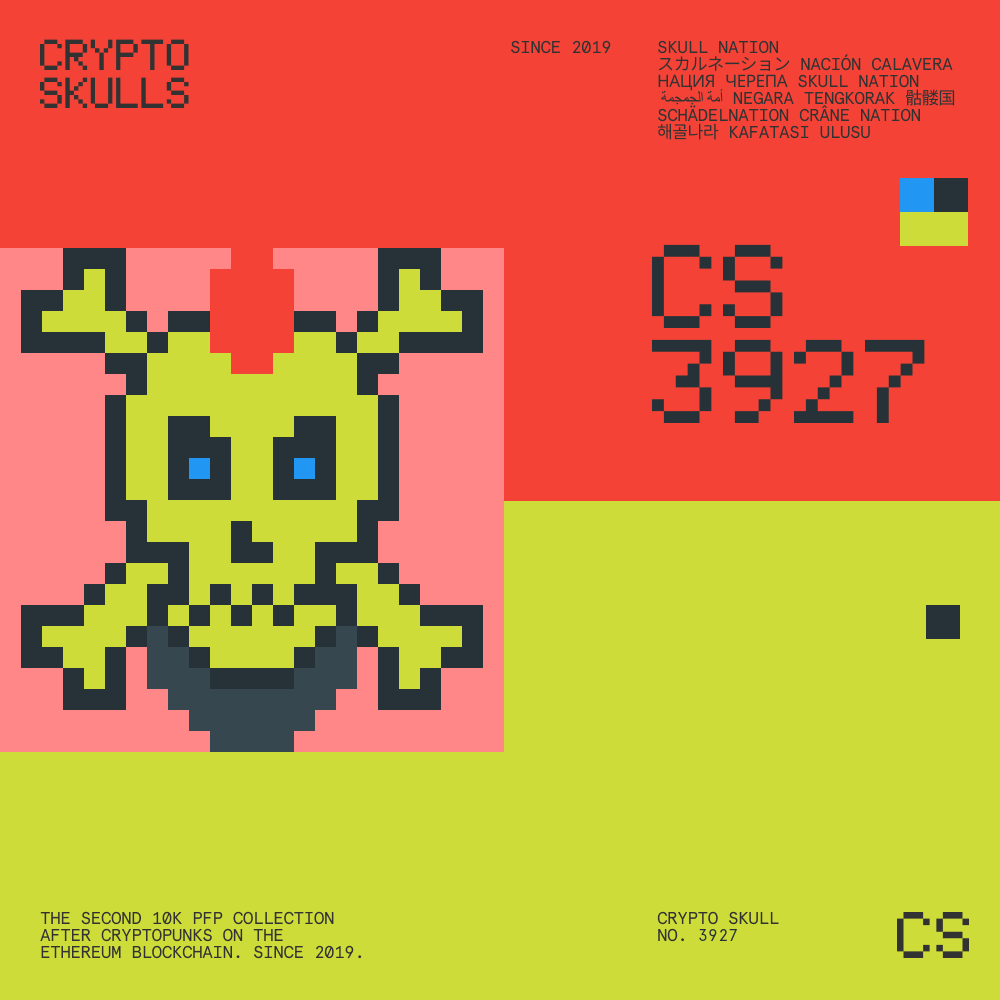 CRYPTO
SKULLS
SINCE 2019
SKULL NATION
スカルネーション NACIÓN CALAVERA
НАЦИЯ ЧЕРЕПА SKULL NATION
أمة الجمجمة NEGARA TENGKORAK 骷髅国
SCHÄDELNATION CRÂNE NATION
해골나라 KAFATASI ULUSU
CS
3927
THE SECOND 10K PFP COLLECTION
AFTER CRYPTOPUNKS ON THE
ETHEREUM BLOCKCHAIN. SINCE 2019.
CRYPTO SKULL
NO. 3927
CS